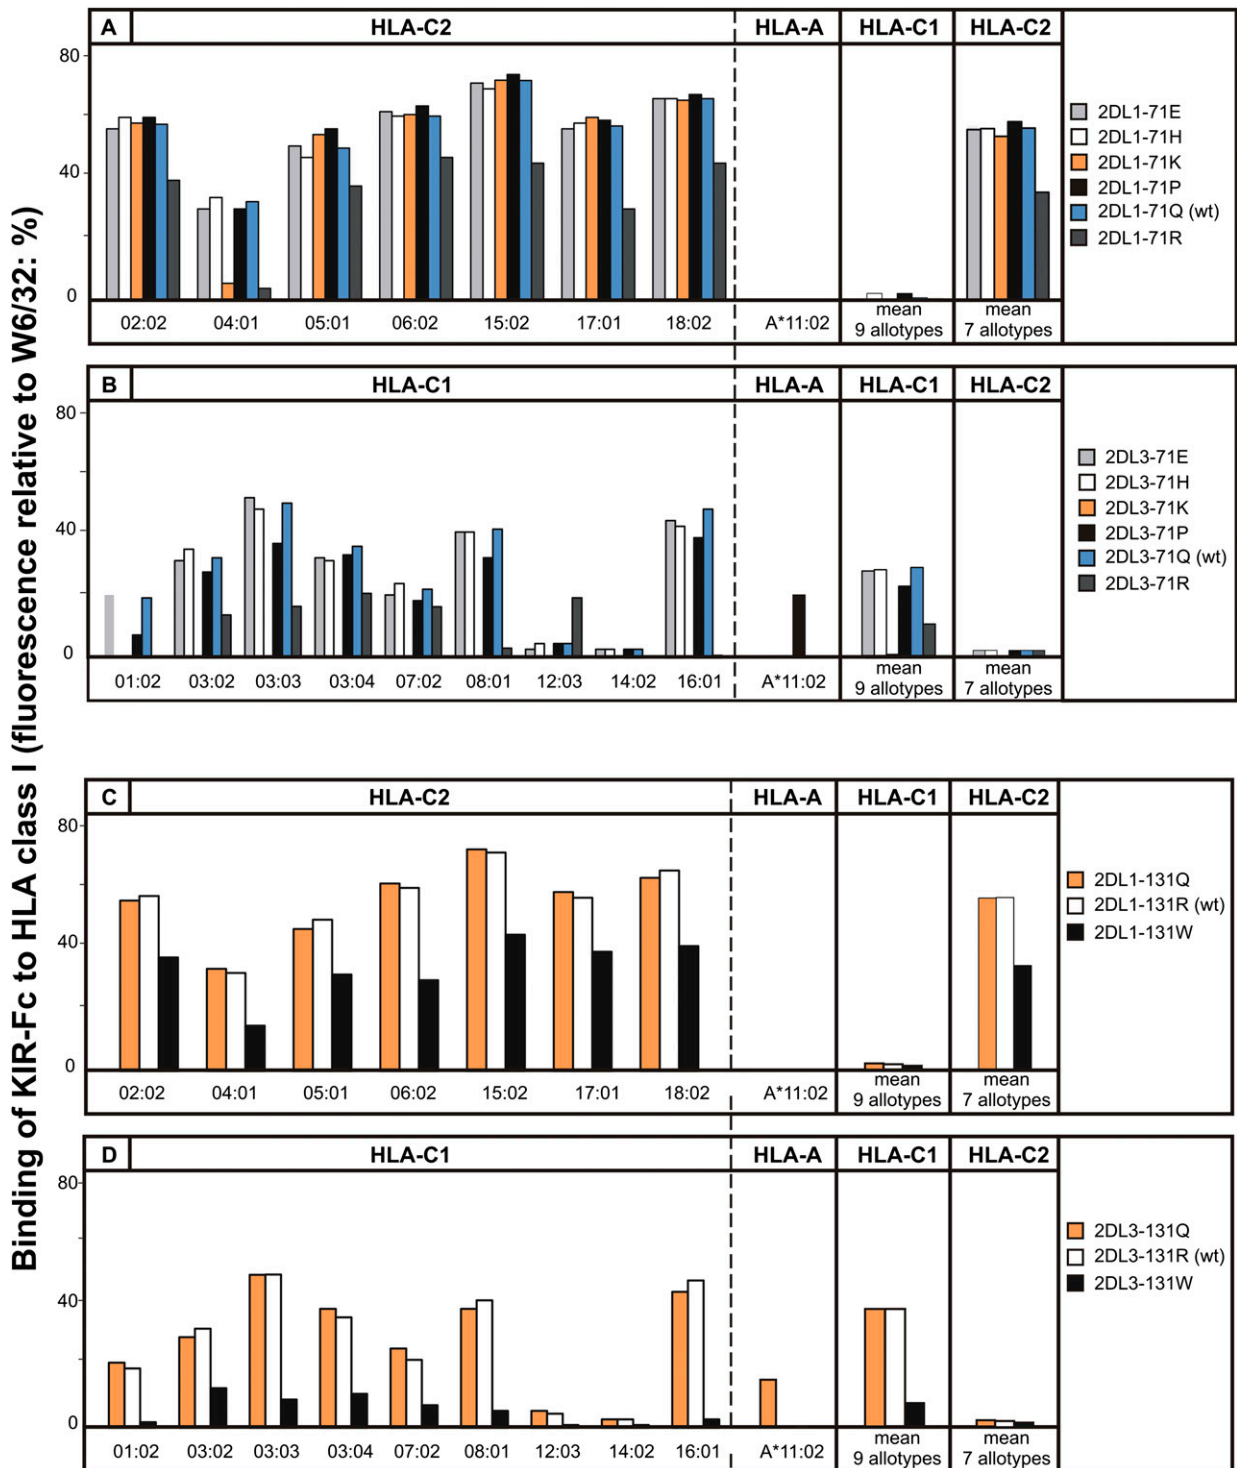 Binding of KIR-Fc to HLA class I (fluorescence relative to W6/32: %)
A HLA-C2 HLA-A HLA-C1 HLA-C2
80
40
0
02:02 04:01 05:01 06:02 15:02 17:01 18:02 A*11:02 mean 9 allotypes mean 7 allotypes
2DL1-71E
2DL1-71H
2DL1-71K
2DL1-71P
2DL1-71Q (wt)
2DL1-71R
B HLA-C1 HLA-A HLA-C1 HLA-C2
80
40
0
01:02 03:02 03:03 03:04 07:02 08:01 12:03 14:02 16:01 A*11:02 mean 9 allotypes mean 7 allotypes
2DL3-71E
2DL3-71H
2DL3-71K
2DL3-71P
2DL3-71Q (wt)
2DL3-71R
C HLA-C2 HLA-A HLA-C1 HLA-C2
80
40
0
02:02 04:01 05:01 06:02 15:02 17:01 18:02 A*11:02 mean 9 allotypes mean 7 allotypes
2DL1-131Q
2DL1-131R (wt)
2DL1-131W
D HLA-C1 HLA-A HLA-C1 HLA-C2
80
40
0
01:02 03:02 03:03 03:04 07:02 08:01 12:03 14:02 16:01 A*11:02 mean 9 allotypes mean 7 allotypes
2DL3-131Q
2DL3-131R (wt)
2DL3-131W